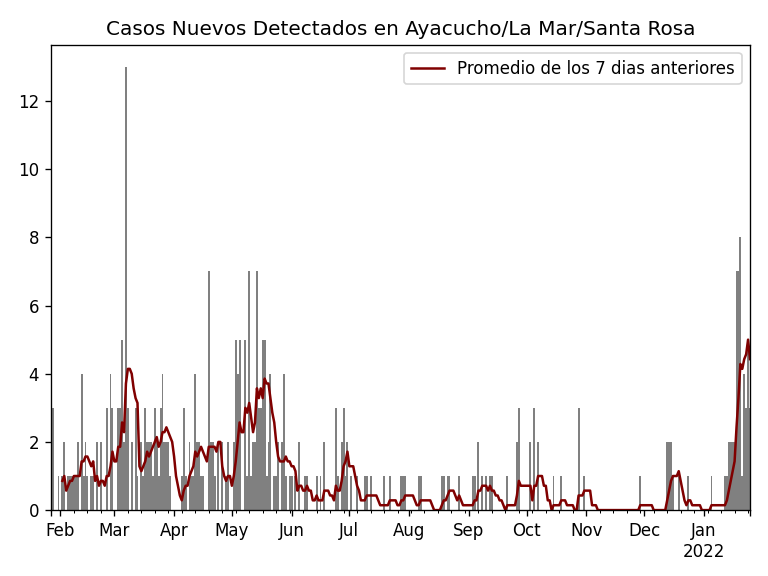 Casos Nuevos Detectados en Ayacucho/La Mar/Santa Rosa
Promedio de los 7 dias anteriores
12
10
8
6
4
2
0
Feb Mar Apr May Jun Jul Aug Sep Oct Nov Dec Jan
2022